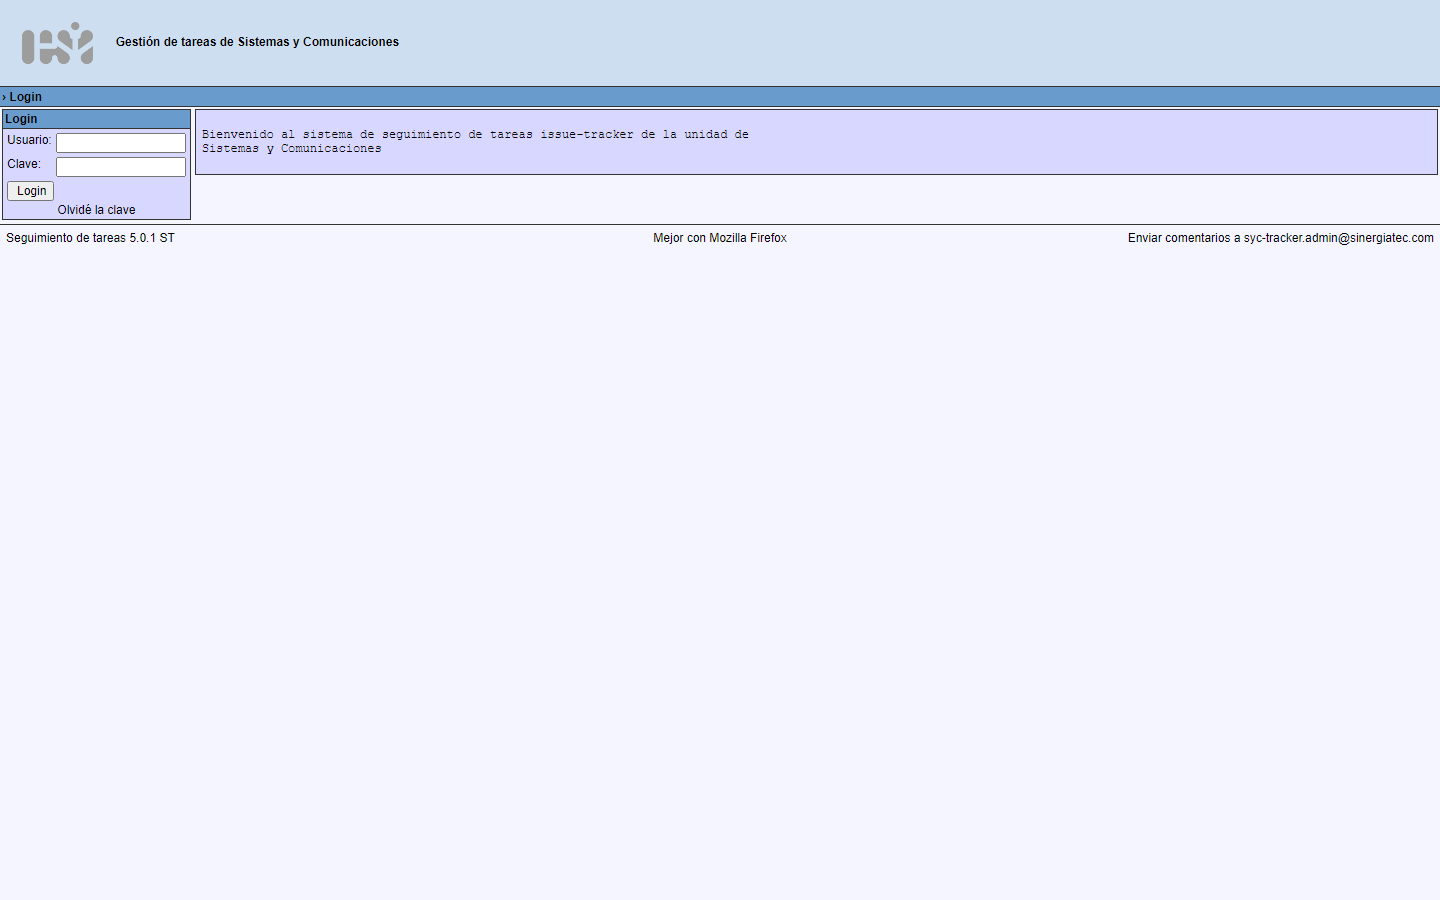 Gestión de tareas de Sistemas y Comunicaciones
› Login
Login
Usuario:
Clave:
Login
Olvidé la clave
Bienvenido al sistema de seguimiento de tareas issue-tracker de la unidad de
Sistemas y Comunicaciones
Seguimiento de tareas 5.0.1 ST
Mejor con Mozilla Firefox
Enviar comentarios a syc-tracker.admin@sinergiatec.com